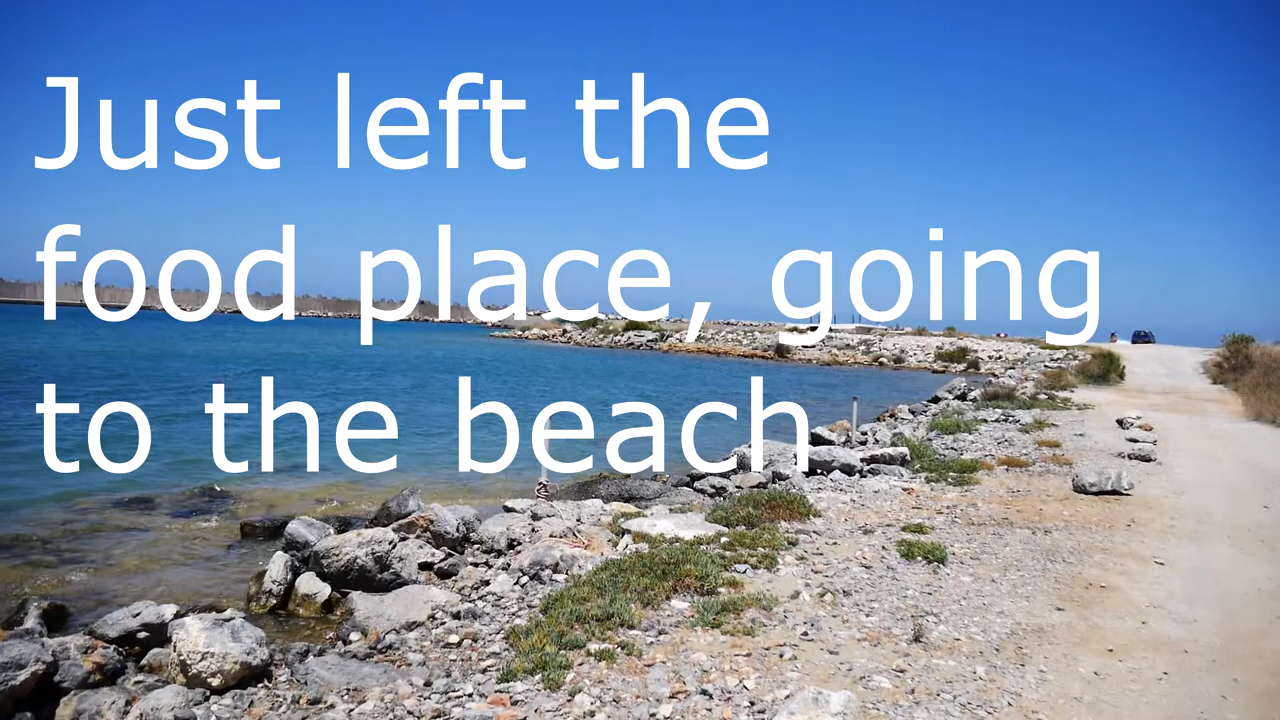 Just left the
food place, going
to the beach